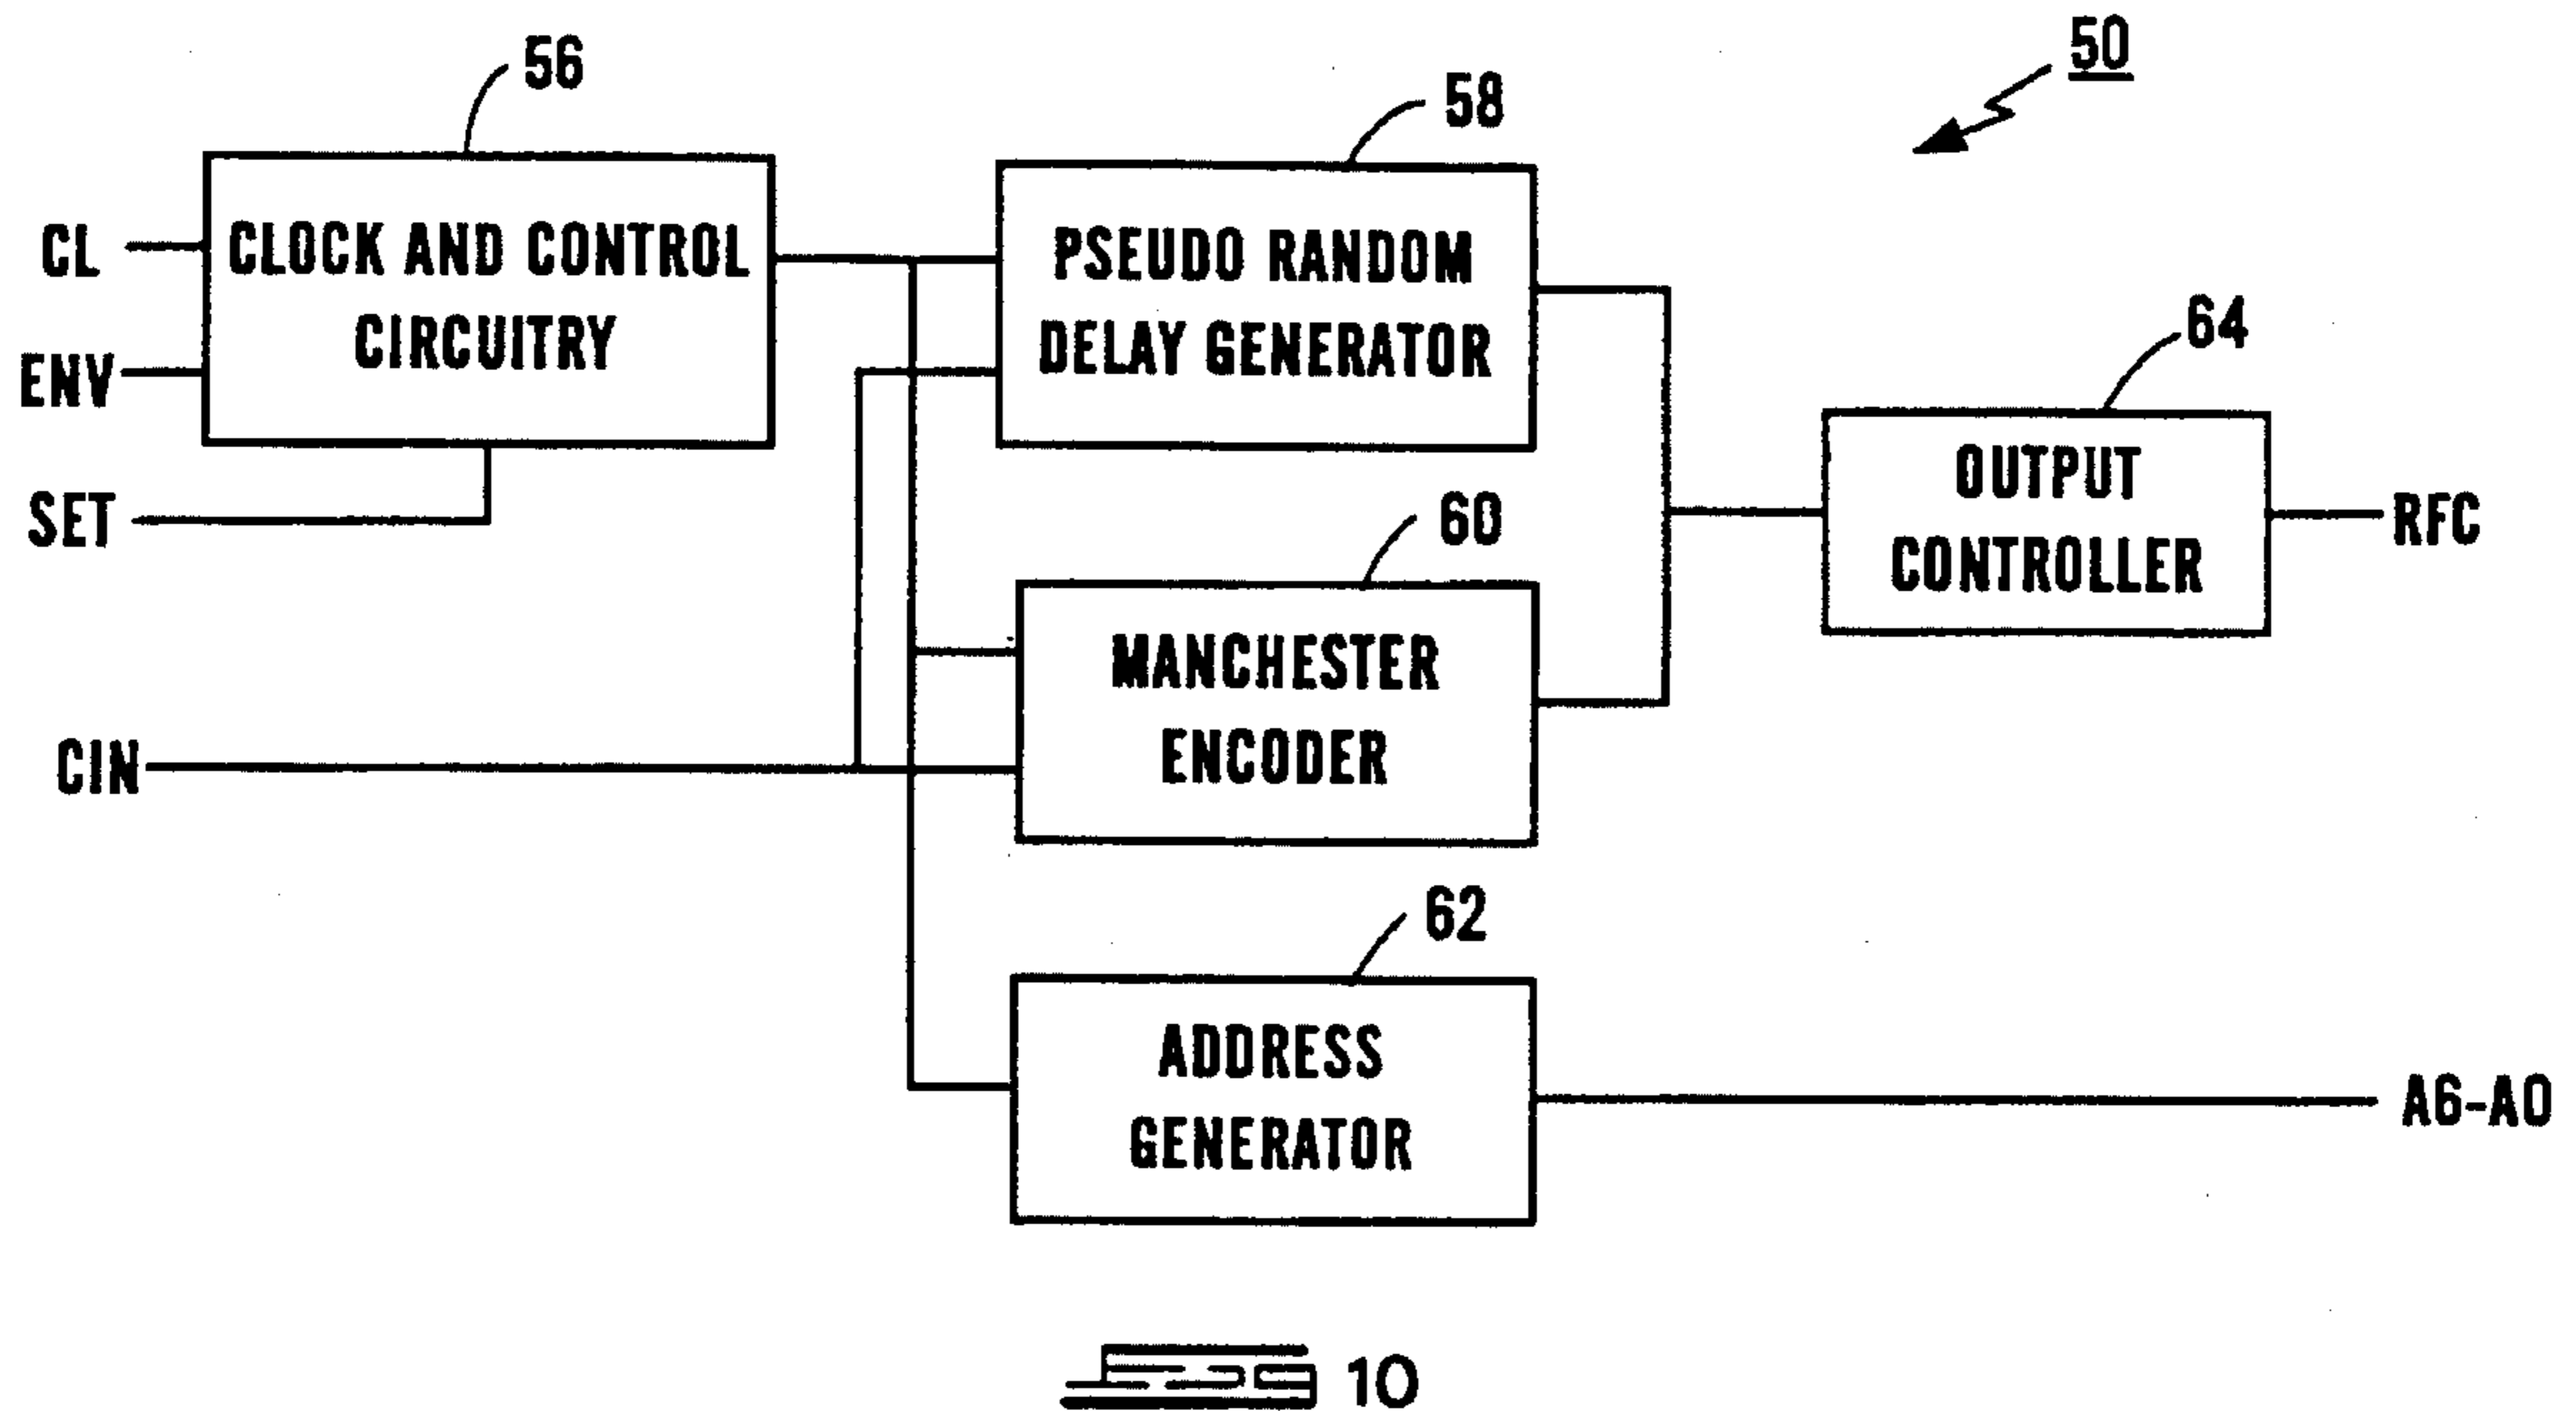 50
56
58
CL
CLOCK AND CONTROL
CIRCUITRY
ENV
SET
PSEUDO RANDOM
DELAY GENERATOR
64
OUTPUT
CONTROLLER
RFC
60
MANCHESTER
ENCODER
CIN
62
ADDRESS
GENERATOR
A6-A0
FIG 10